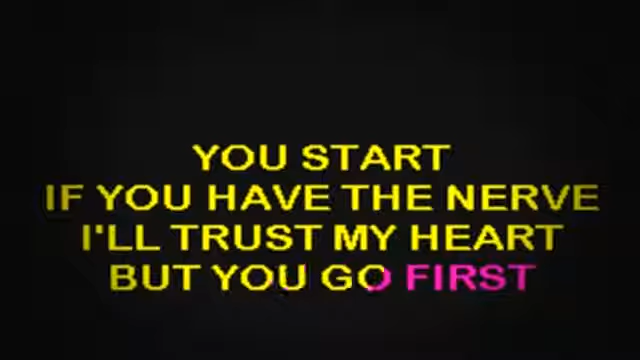 YOU START
IF YOU HAVE THE NERVE
I'LL TRUST MY HEART
BUT YOU GO FIRST